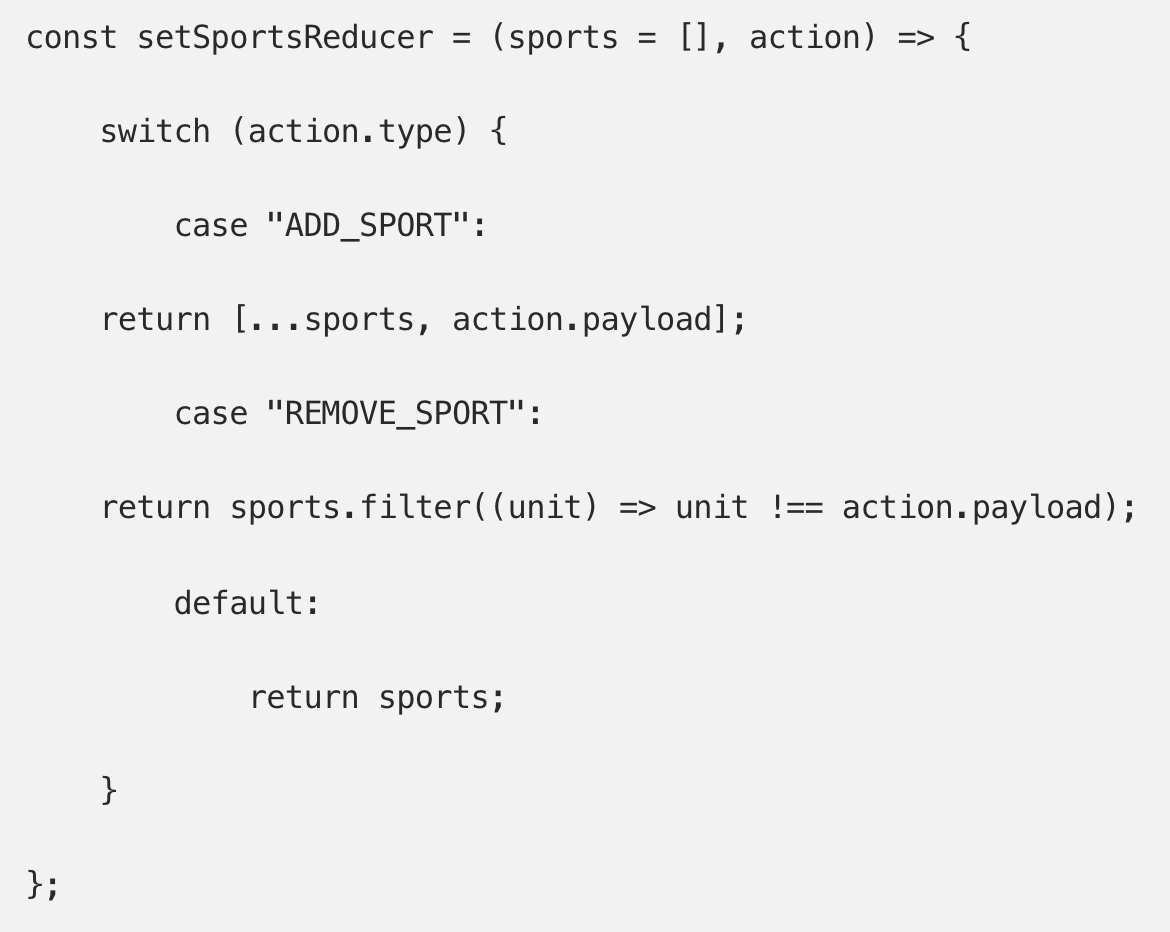 const setSportsReducer = (sports = [], action) => {
    switch (action.type) {
        case "ADD_SPORT":
    return [...sports, action.payload];
        case "REMOVE_SPORT":
    return sports.filter((unit) => unit !== action.payload);
        default:
            return sports;
    }
};